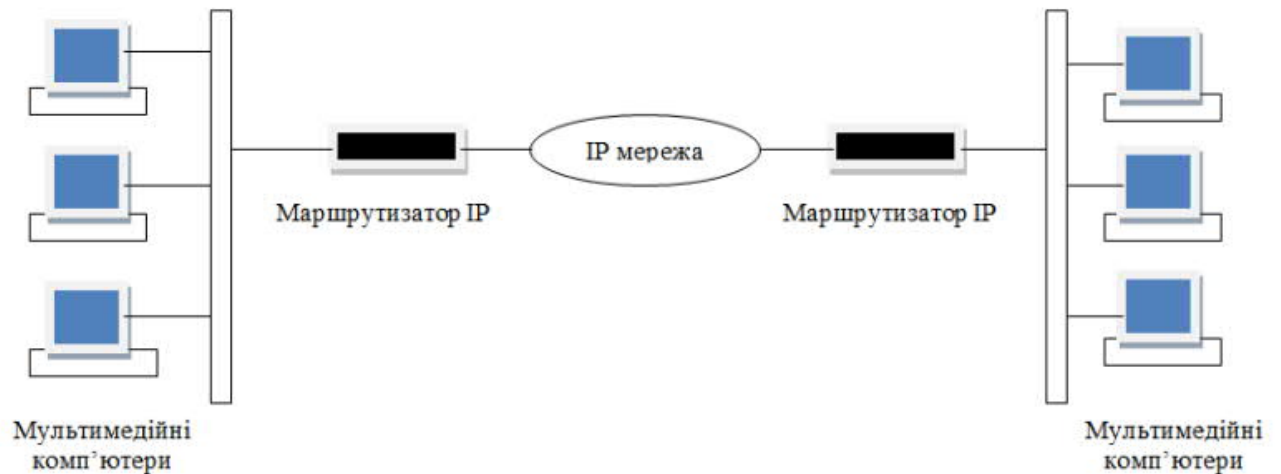 IP мережа
Маршрутизатор IP
Маршрутизатор IP
Мультимедійні
комп’ютери
Мультимедійні
комп’ютери